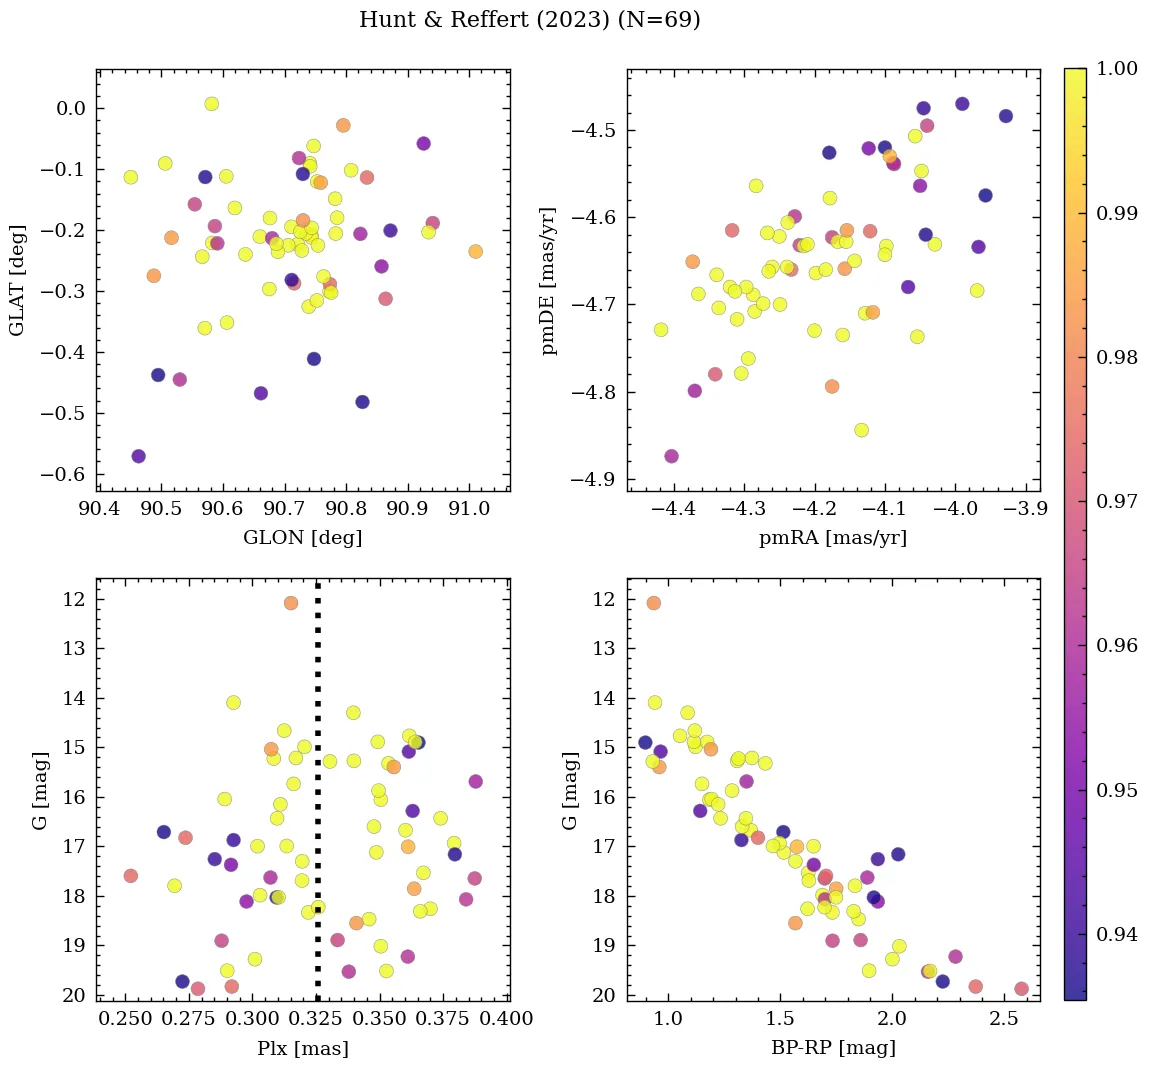 Hunt & Reffert (2023) (N=69)
0.0
−0.1
−0.2
−0.3
−0.4
−0.5
−0.6
GLAT [deg]
90.4 90.5 90.6 90.7 90.8 90.9 91.0
GLON [deg]
−4.5
−4.6
−4.7
−4.8
−4.9
pmDE [mas/yr]
−4.4 −4.3 −4.2 −4.1 −4.0 −3.9
pmRA [mas/yr]
1.00
0.99
0.98
0.97
0.96
0.95
0.94
12
13
14
15
16
17
18
19
20
G [mag]
0.250 0.275 0.300 0.325 0.350 0.375 0.400
Plx [mas]
12
13
14
15
16
17
18
19
20
G [mag]
1.0 1.5 2.0 2.5
BP-RP [mag]